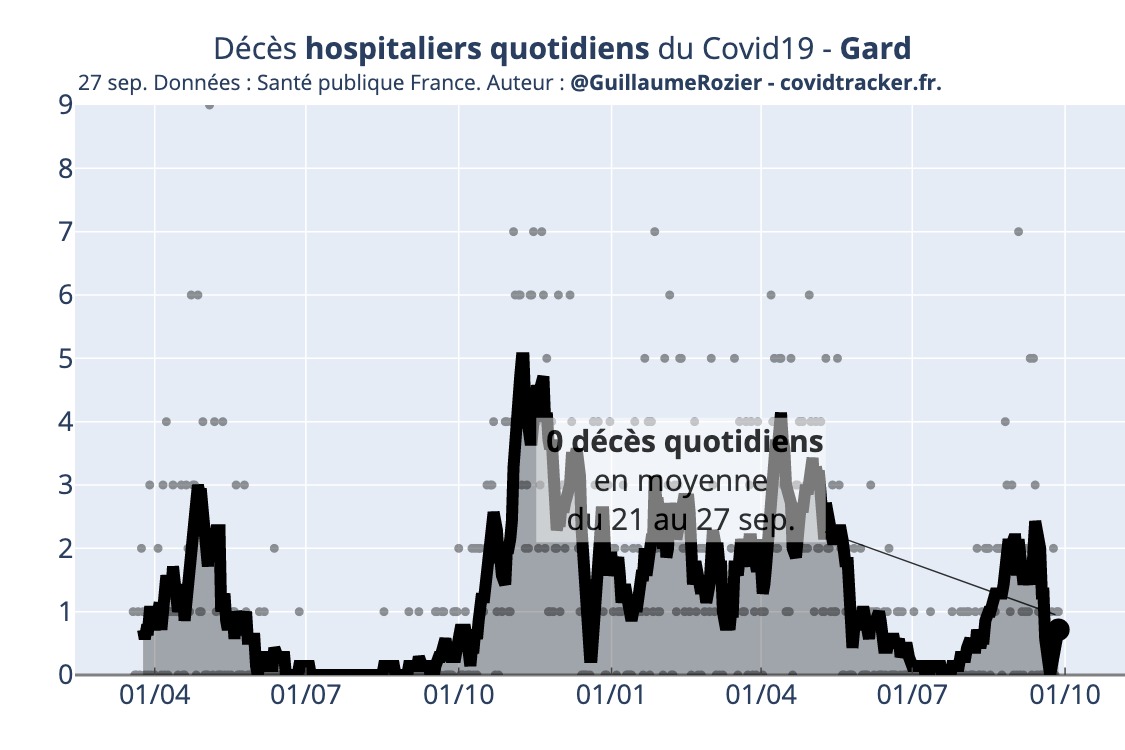 Décès hospitaliers quotidiens du Covid19 - Gard
27 sep. Données : Santé publique France. Auteur : @GuillaumeRozier - covidtracker.fr.
9
8
7
6
5
4
3
2
1
0
0 décès quotidiens
en moyenne
du 21 au 27 sep.
01/04 01/07 01/10 01/01 01/04 01/07 01/10